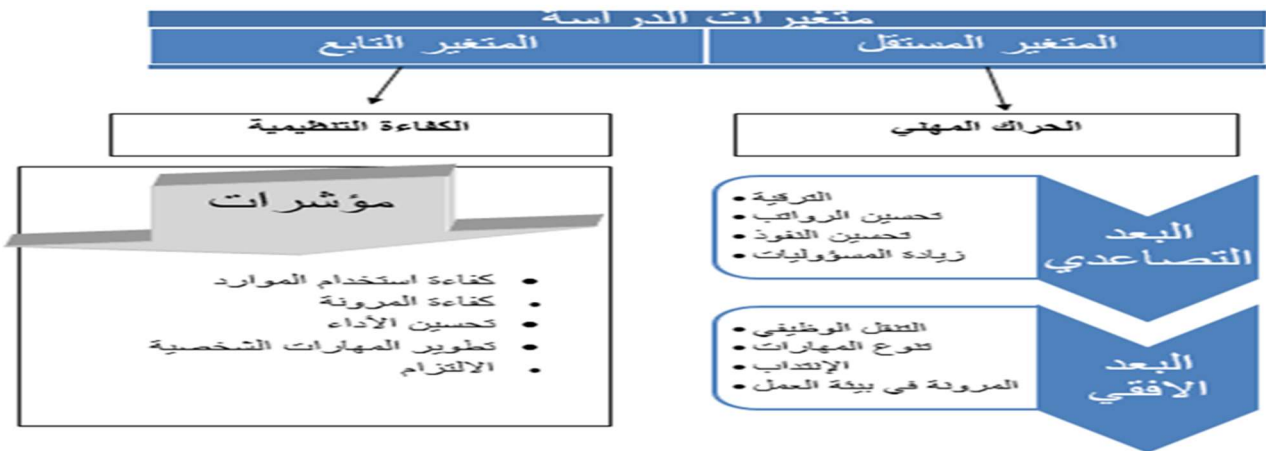 متغيرات الدراسة
المتغير المستقل
المتغير التابع
الحراك المهني
الكفاءة التنظيمية
البعد
التصاعدي
• الترقية
• تحسين الرواتب
• تحسين النفوذ
• زيادة المسؤوليات
البعد
الافقي
• التنقل الوظيفي
• تنوع المهارات
• الإنتداب
• المرونة في بيئة العمل
مؤشرات
• كفاءة استخدام الموارد
• كفاءة المرونة
• تحسين الأداء
• تطوير المهارات الشخصية
• الالتزام